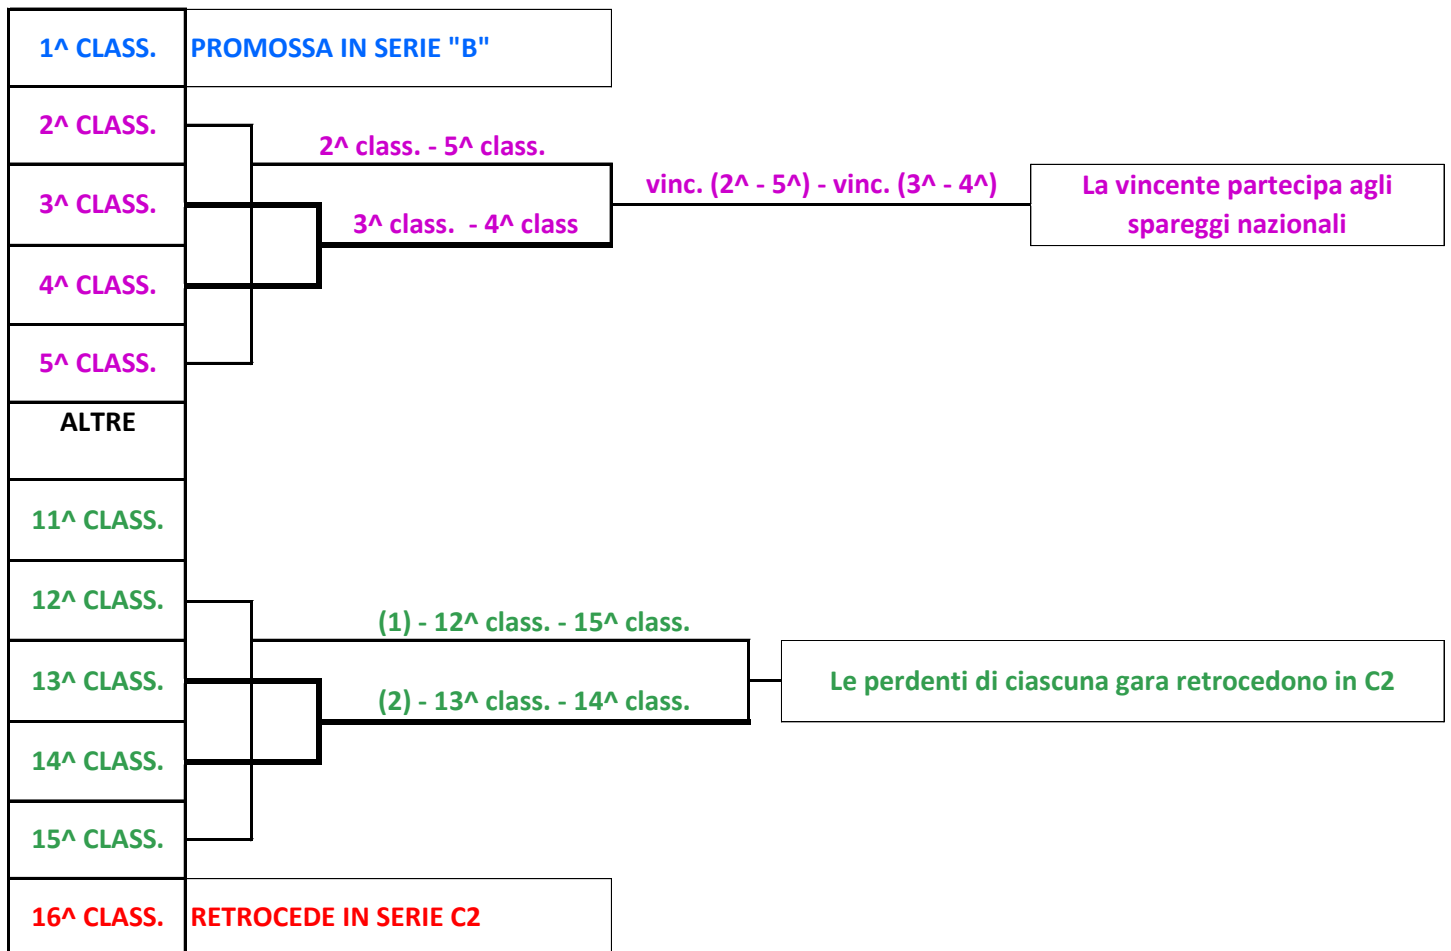 1^ CLASS. PROMOSSA IN SERIE "B"
2^ CLASS.
2^ class. - 5^ class.
3^ CLASS.
vinc. (2^ - 5^) - vinc. (3^ - 4^)
La vincente partecipa agli
spareggi nazionali
3^ class.  - 4^ class
4^ CLASS.
5^ CLASS.
ALTRE
11^ CLASS.
12^ CLASS.
(1) - 12^ class. - 15^ class.
13^ CLASS.
Le perdenti di ciascuna gara retrocedono in C2
(2) - 13^ class. - 14^ class.
14^ CLASS.
15^ CLASS.
16^ CLASS. RETROCEDE IN SERIE C2